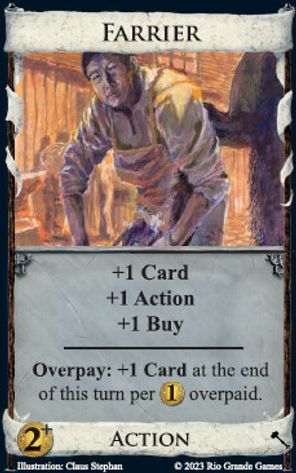 FARRIER
+1 Card
+1 Action
+1 Buy
Overpay: +1 Card at the end
of this turn per 1 overpaid.
2+ ACTION
Illustration: Claus Stephan © 2023 Rio Grande Games